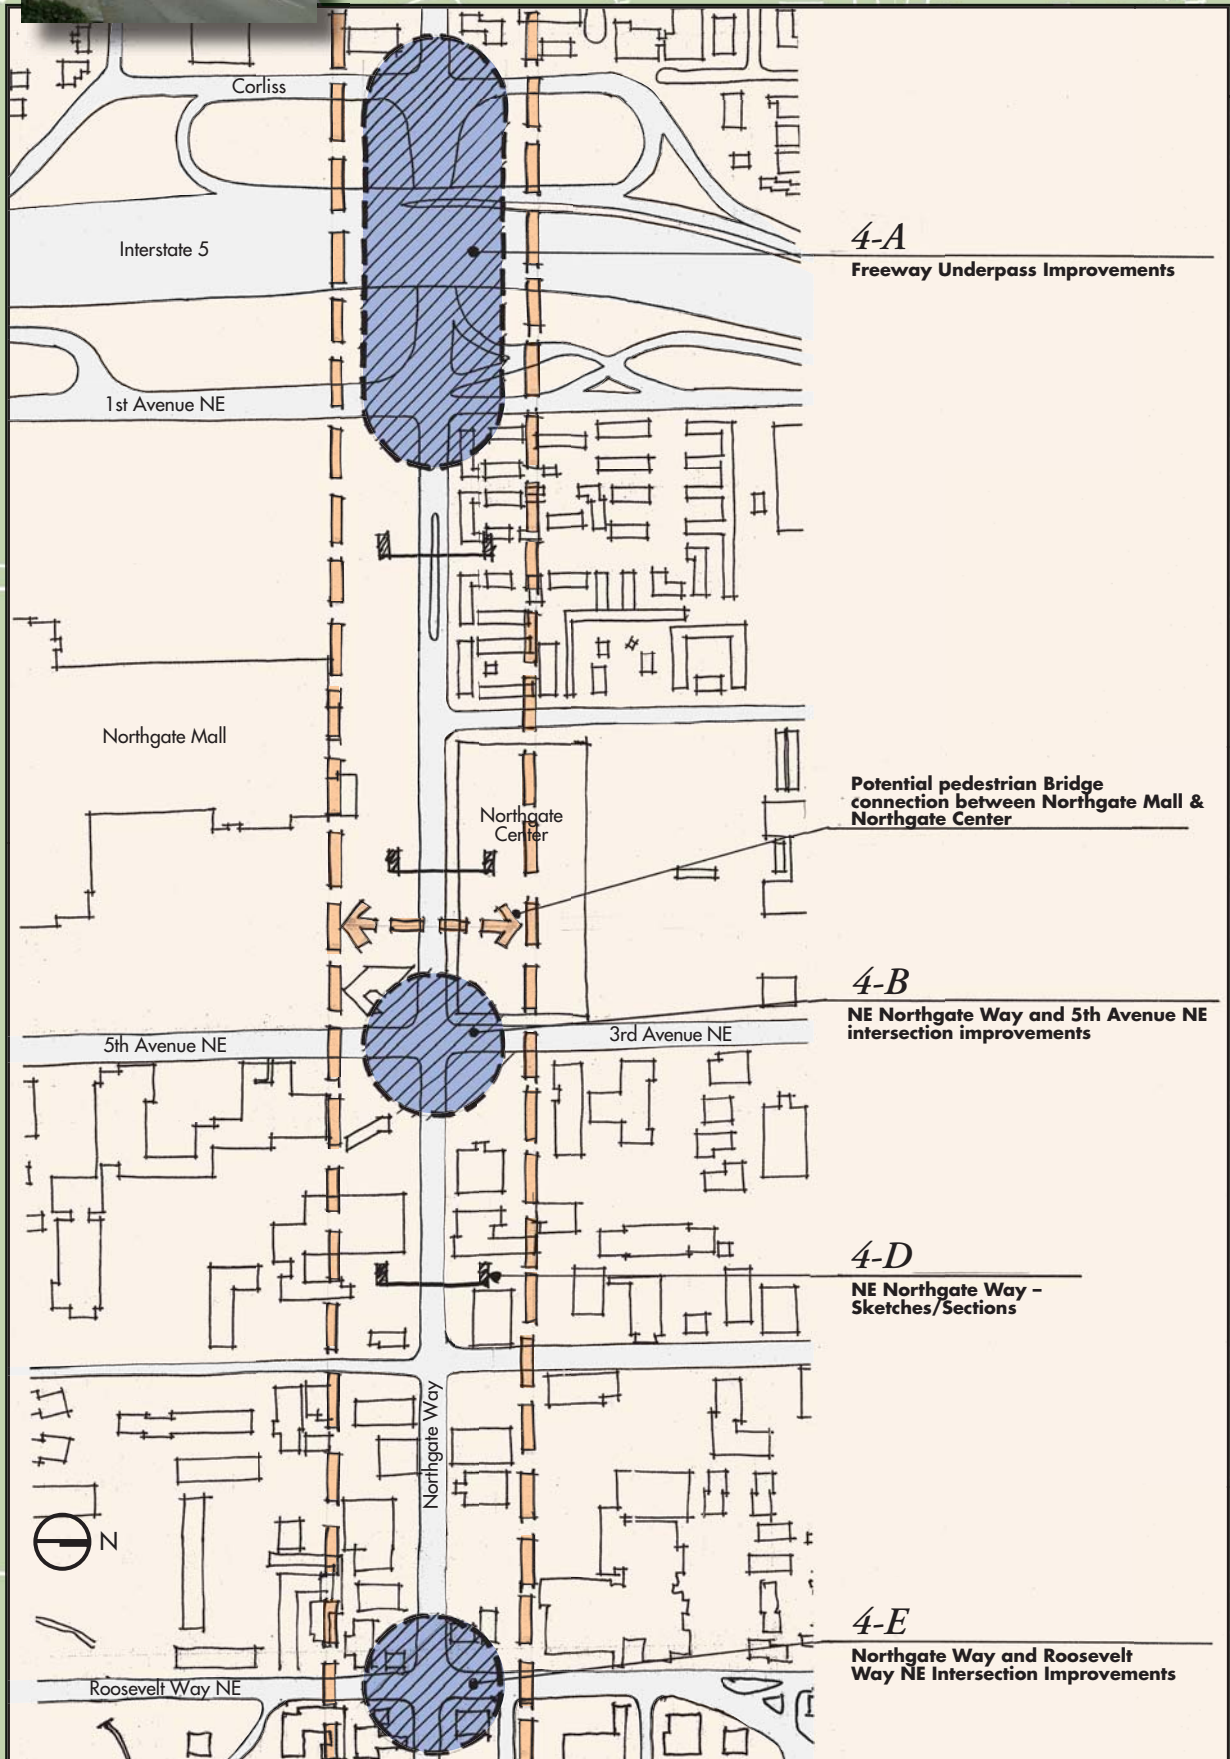 Corliss
Interstate 5
4-A
Freeway Underpass Improvements
1st Avenue NE
Northgate Mall
Potential pedestrian Bridge
connection between Northgate Mall &
Northgate Center
Northgate
Center
4-B
NE Northgate Way and 5th Avenue NE
intersection improvements
5th Avenue NE
3rd Avenue NE
4-D
NE Northgate Way –
Sketches/Sections
Northgate Way
N
4-E
Northgate Way and Roosevelt
Way NE Intersection Improvements
Roosevelt Way NE